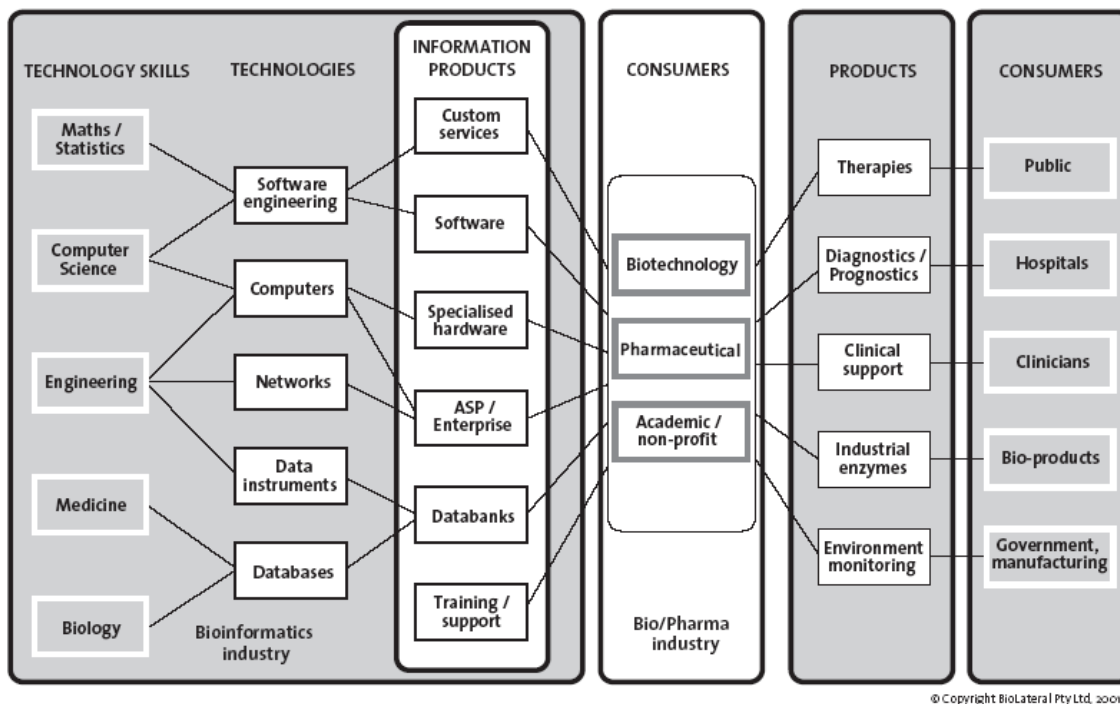 TECHNOLOGY SKILLS
Maths /
Statistics
Computer
Science
Engineering
Medicine
Biology
TECHNOLOGIES
Software
engineering
Computers
Networks
Data
instruments
Databases
Bioinformatics
industry
INFORMATION
PRODUCTS
Custom
services
Software
Specialised
hardware
ASP /
Enterprise
Databanks
Training /
support
CONSUMERS
Biotechnology
Pharmaceutical
Academic /
non-profit
Bio/Pharma
industry
PRODUCTS
Therapies
Diagnostics /
Prognostics
Clinical
support
Industrial
enzymes
Environment
monitoring
CONSUMERS
Public
Hospitals
Clinicians
Bio-products
Government,
manufacturing
© Copyright BioLateral Pty Ltd,